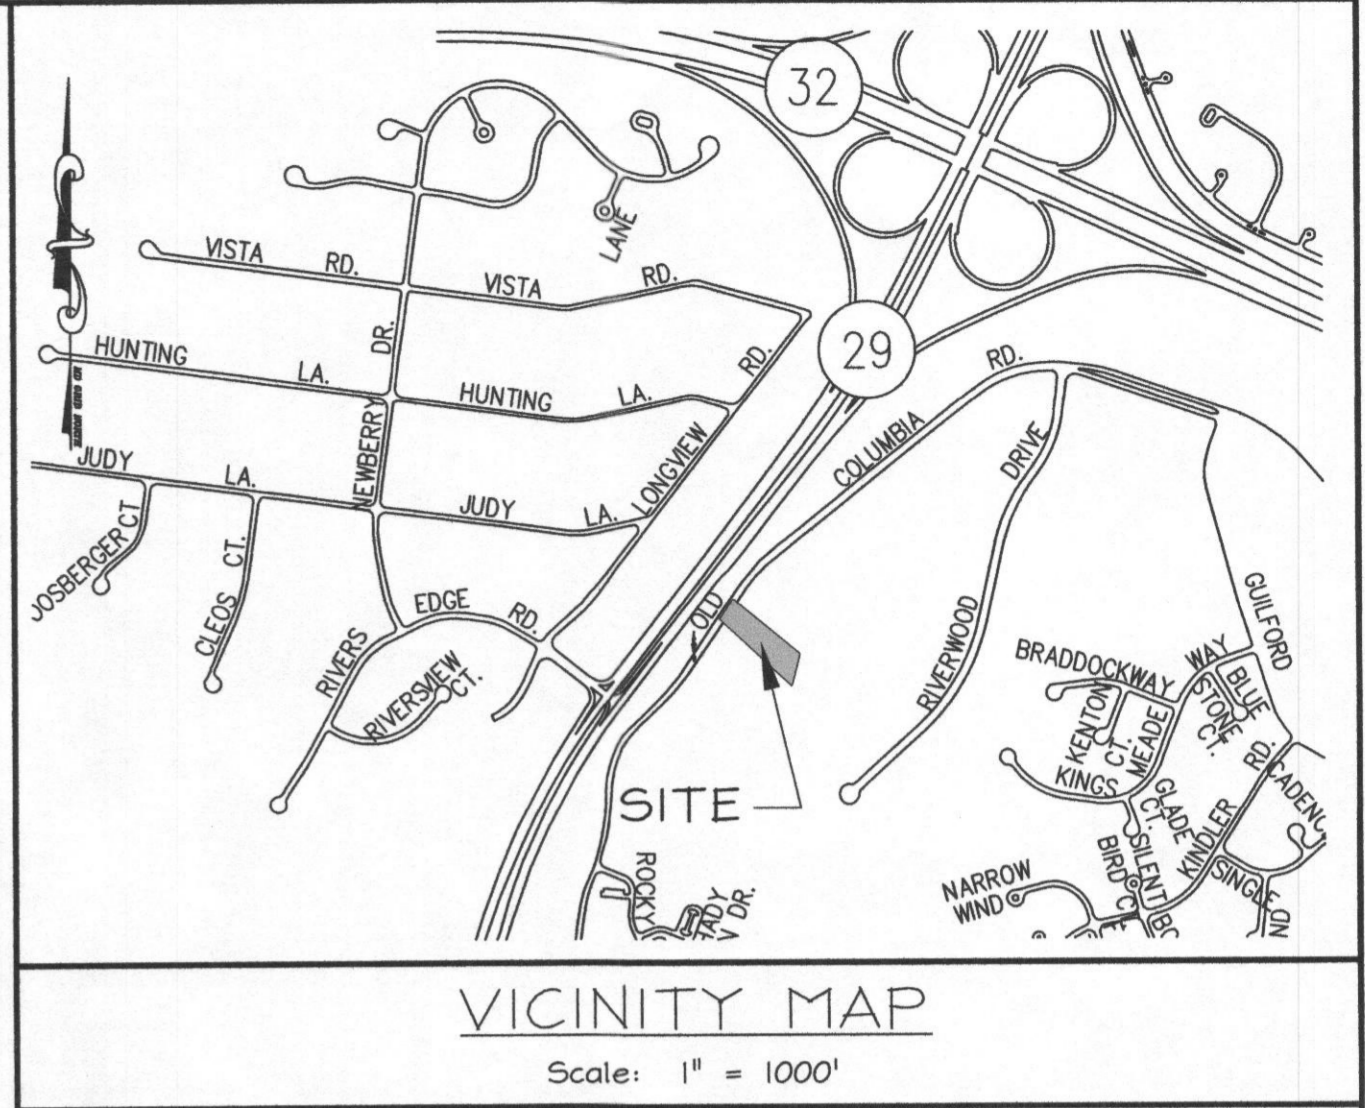 32
LANE
VISTA RD.
VISTA RD.
29
HUNTING LA.
DR.
HUNTING LA.
RD.
RD.
COLUMBIA
DRIVE
JUDY LA.
NEWBERRY
JUDY LA.
LONGVIEW
JOSBERGER CT
CLEOS CT.
EDGE RD.
OLD
RIVERS
RIVERSVIEW CT.
RIVERWOOD
GUILFORD
BRADDOCK WAY
WAY
BLUE
STONE
CT.
KENTON
CT.
MEADE
KINGS
RD.
GLADE
CT.
KINDLER
SITE
SILENT
BIRD
NARROW
WIND
SINGLE
ROCKY
DR.
VICINITY MAP
Scale: 1" = 1000'